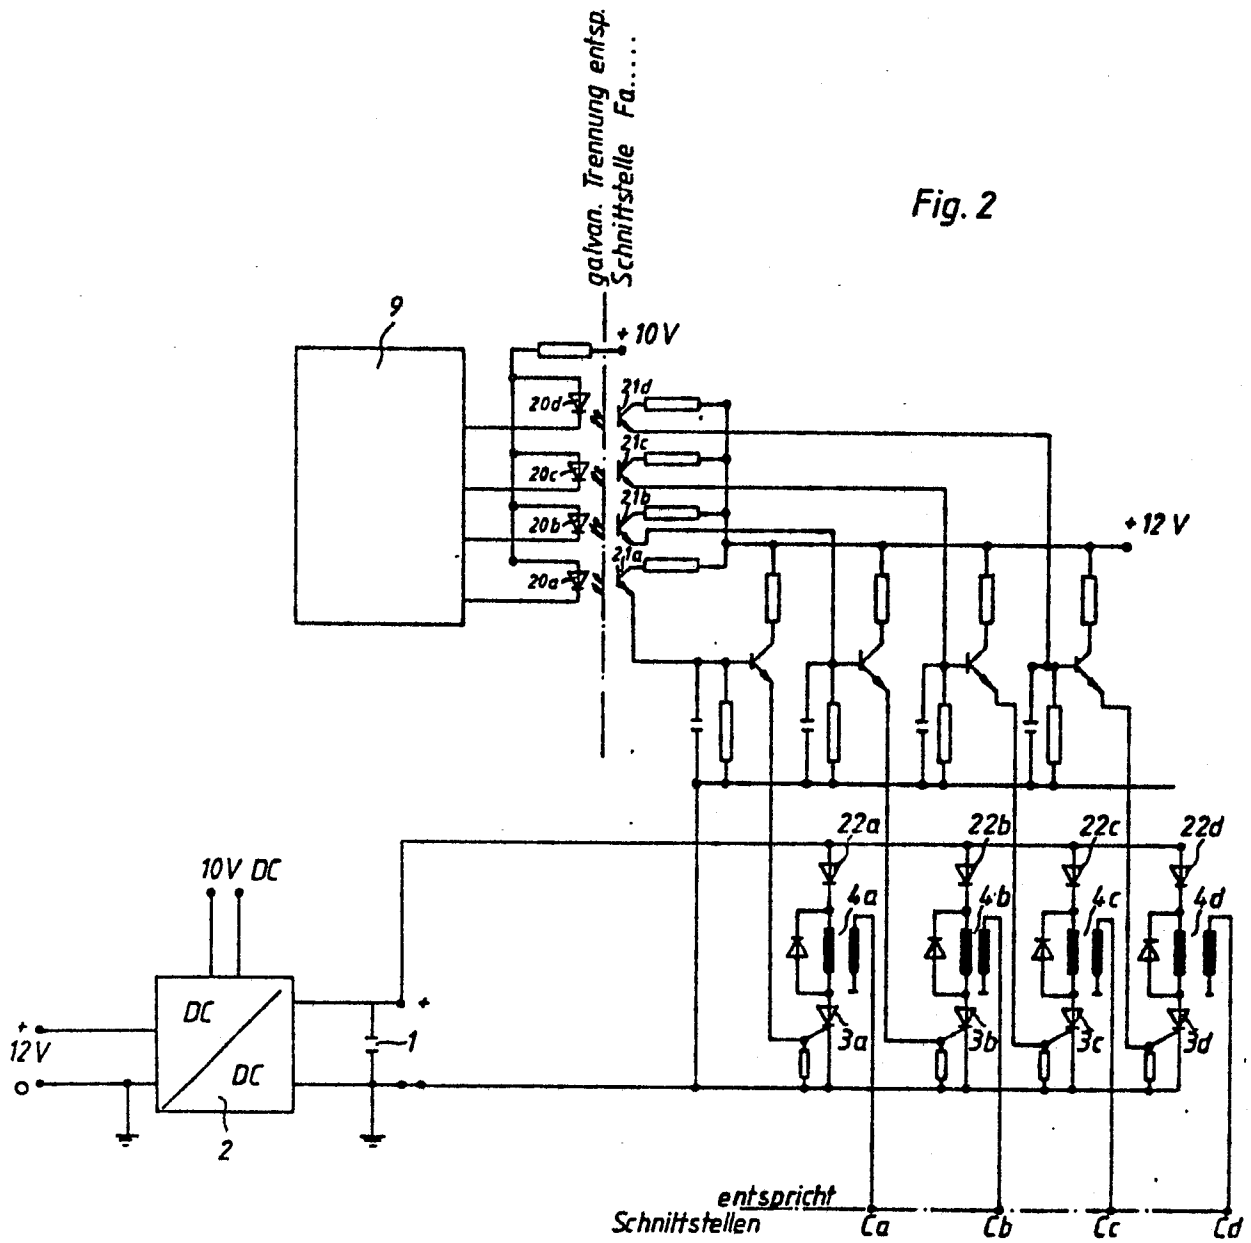 galvan. Trennung entsp.
Schnittstelle Fa.....
Fig. 2
9
+ 10 V
20d
21d
20c
21c
20b
21b
20a
21a
+ 12 V
22a
22b
22c
22d
10V DC
4a
4b
4c
4d
DC
DC
+
+
12V
O
1
2
3a
3b
3c
3d
entspricht
Schnittstellen
Ca
Cb
Cc
Cd